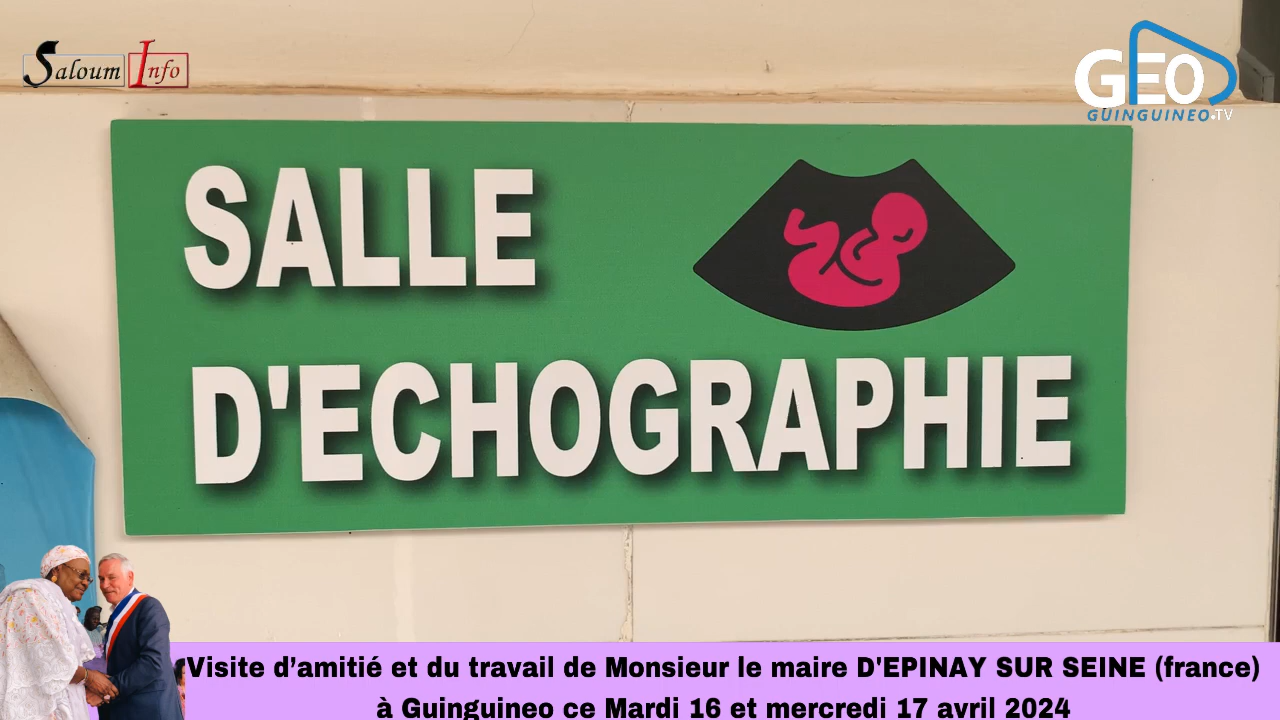 Saloum Info
GEO
GUINGUINEO.TV
SALLE
D'ECHOGRAPHIE
Visite d’amitié et du travail de Monsieur le maire D'EPINAY SUR SEINE (france)
à Guinguineo ce Mardi 16 et mercredi 17 avril 2024